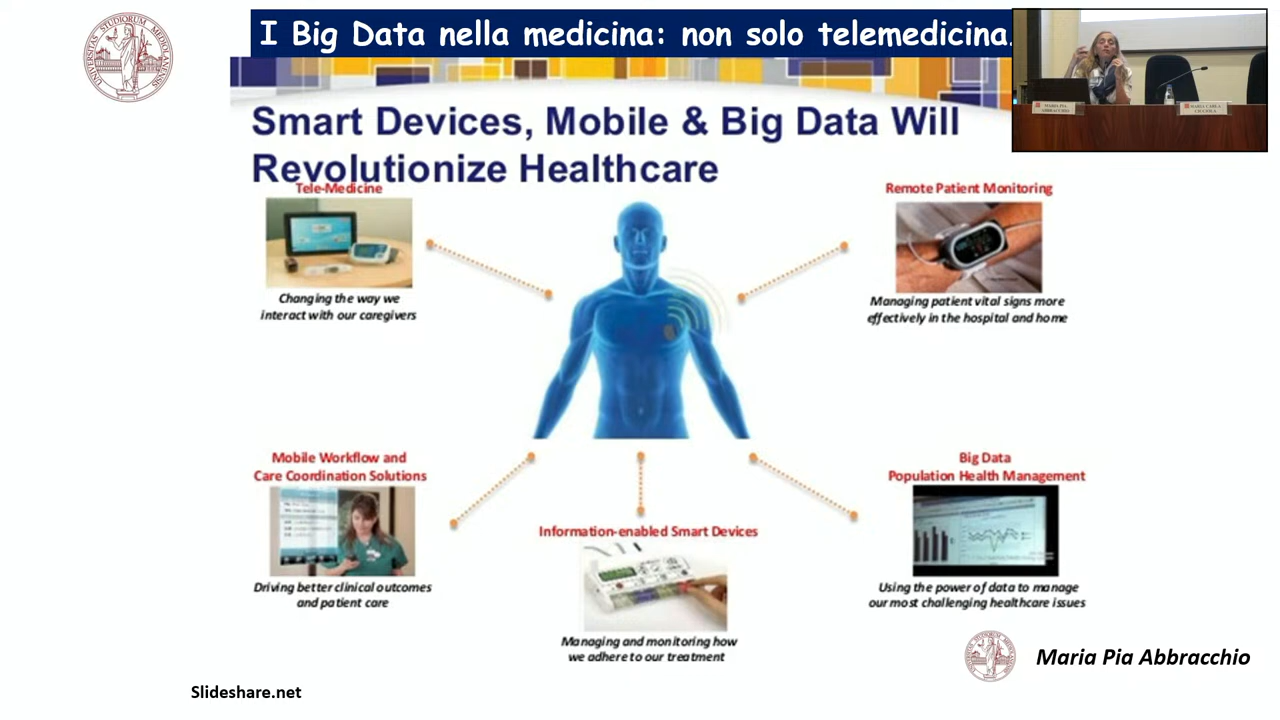 I Big Data nella medicina: non solo telemedicina.
Smart Devices, Mobile & Big Data Will
Revolutionize Healthcare
Tele-Medicine
Changing the way we
interact with our caregivers
Remote Patient Monitoring
Managing patient vital signs more
effectively in the hospital and home
Mobile Workflow and
Care Coordination Solutions
Driving better clinical outcomes
and patient care
Information-enabled Smart Devices
Managing and monitoring how
we adhere to our treatment
Big Data
Population Health Management
Using the power of data to manage
our most challenging healthcare issues
Maria Pia Abbracchio
Slideshare.net
MARIA PIA
ABBRACCHIO